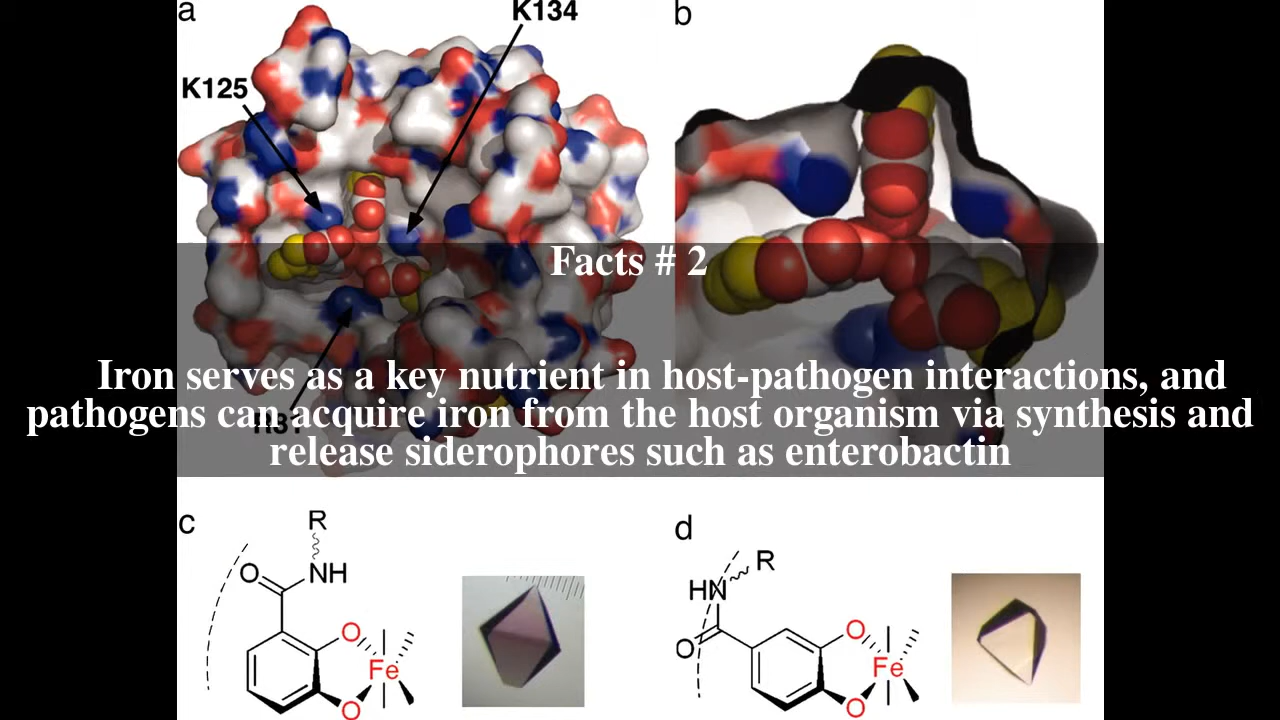 a
K134
b
K125
Facts # 2
Iron serves as a key nutrient in host-pathogen interactions, and
pathogens can acquire iron from the host organism via synthesis and
release siderophores such as enterobactin
c
R
O
NH
O
Fe
O
d
R
HN
O
O
Fe
O